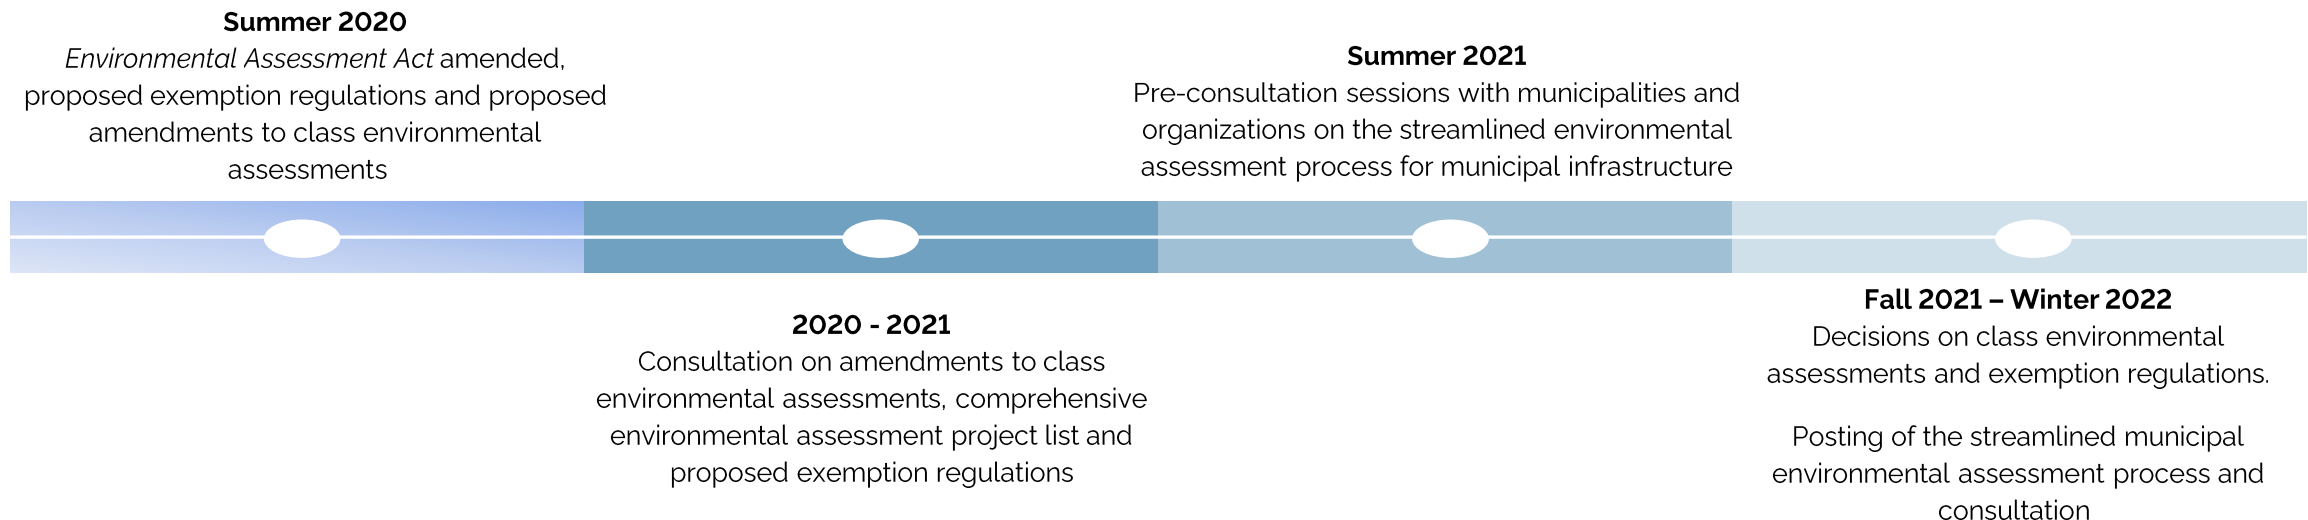 Summer 2020
Environmental Assessment Act amended,
proposed exemption regulations and proposed
amendments to class environmental
assessments
2020 - 2021
Consultation on amendments to class
environmental assessments, comprehensive
environmental assessment project list and
proposed exemption regulations
Summer 2021
Pre-consultation sessions with municipalities and
organizations on the streamlined environmental
assessment process for municipal infrastructure
Fall 2021 – Winter 2022
Decisions on class environmental
assessments and exemption regulations.
Posting of the streamlined municipal
environmental assessment process and
consultation